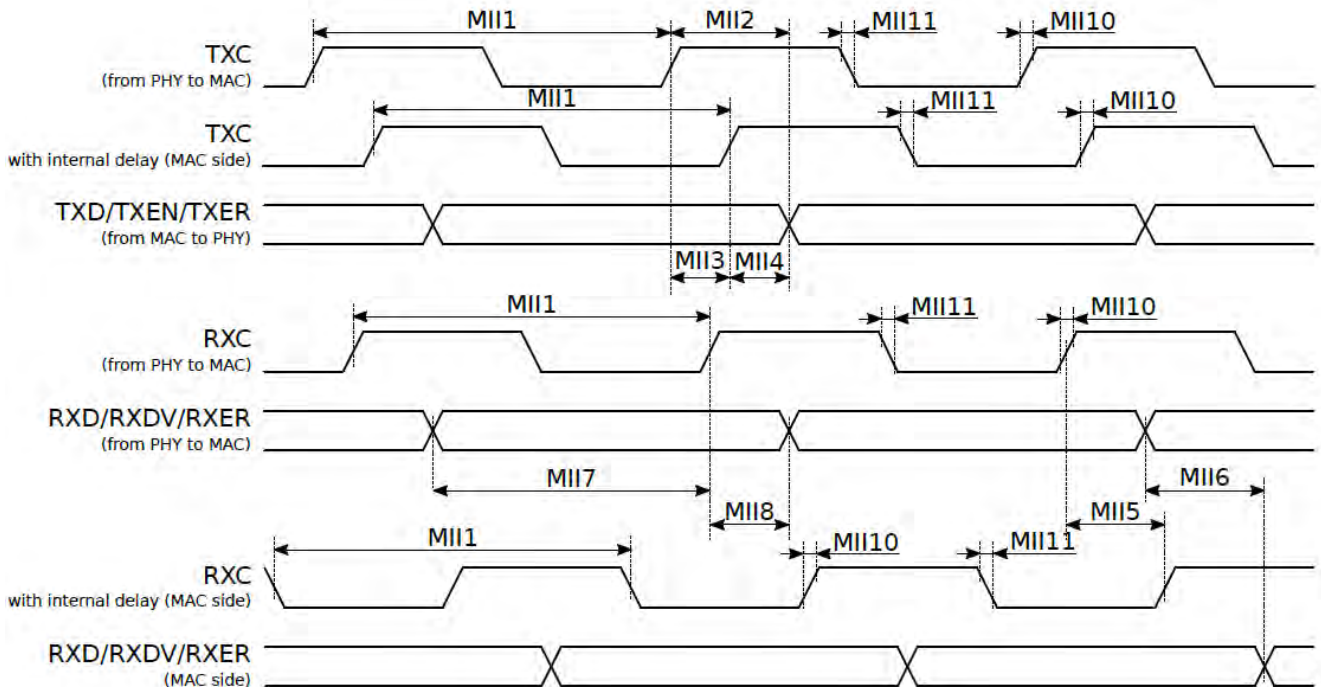 MII1 MII2 MII11 MII10
TXC
(from PHY to MAC)
MII1 MII11 MII10
TXC
with internal delay (MAC side)
TXD/TXEN/TXER
(from MAC to PHY)
MII3 MII4
MII1 MII11 MII10
RXC
(from PHY to MAC)
RXD/RXDV/RXER
(from PHY to MAC)
MII7 MII6
MII8 MII5
MII1 MII10 MII11
RXC
with internal delay (MAC side)
RXD/RXDV/RXER
(MAC side)